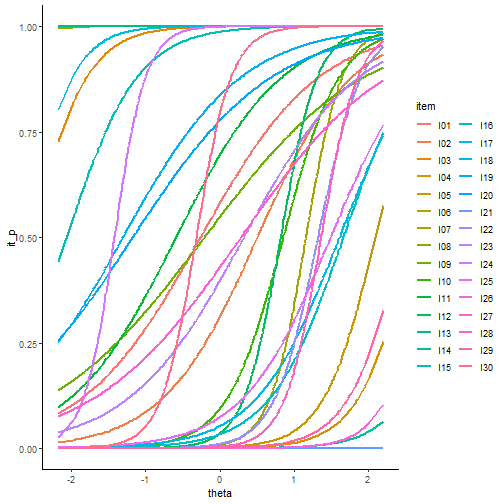 1.00
0.75
0.50
0.25
0.00
it_p
-2 -1 0 1 2
theta
item
I01 I16
I02 I17
I03 I18
I04 I19
I05 I20
I06 I21
I07 I22
I08 I23
I09 I24
I10 I25
I11 I26
I12 I27
I13 I28
I14 I29
I15 I30